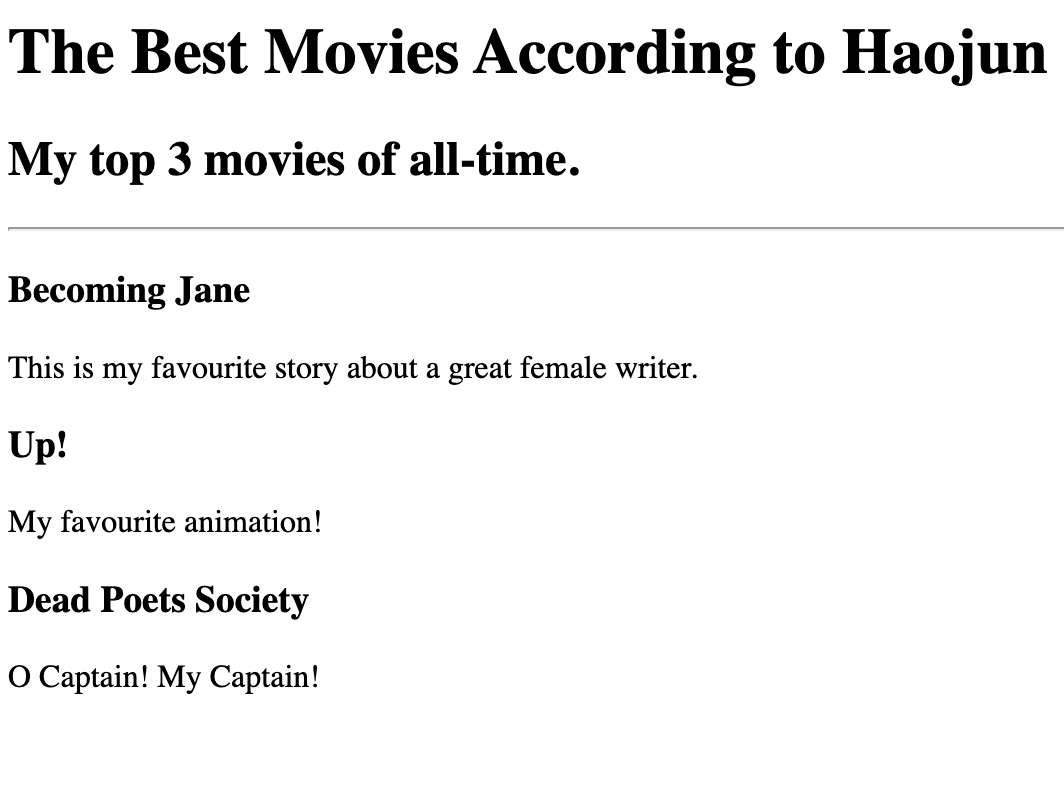 The Best Movies According to Haojun
My top 3 movies of all-time.
Becoming Jane
This is my favourite story about a great female writer.
Up!
My favourite animation!
Dead Poets Society
O Captain! My Captain!